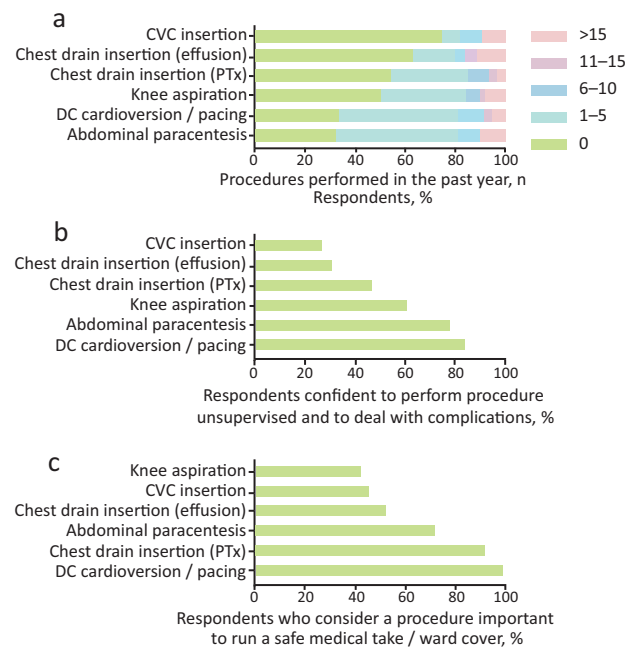 a
CVC insertion
Chest drain insertion (effusion)
Chest drain insertion (PTx)
Knee aspiration
DC cardioversion / pacing
Abdominal paracentesis
0 20 40 60 80 100
Procedures performed in the past year, n
Respondents, %
>15
11–15
6–10
1–5
0
b
CVC insertion
Chest drain insertion (effusion)
Chest drain insertion (PTx)
Knee aspiration
Abdominal paracentesis
DC cardioversion / pacing
0 20 40 60 80 100
Respondents confident to perform procedure
unsupervised and to deal with complications, %
c
Knee aspiration
CVC insertion
Chest drain insertion (effusion)
Abdominal paracentesis
Chest drain insertion (PTx)
DC cardioversion / pacing
0 20 40 60 80 100
Respondents who consider a procedure important
to run a safe medical take / ward cover, %